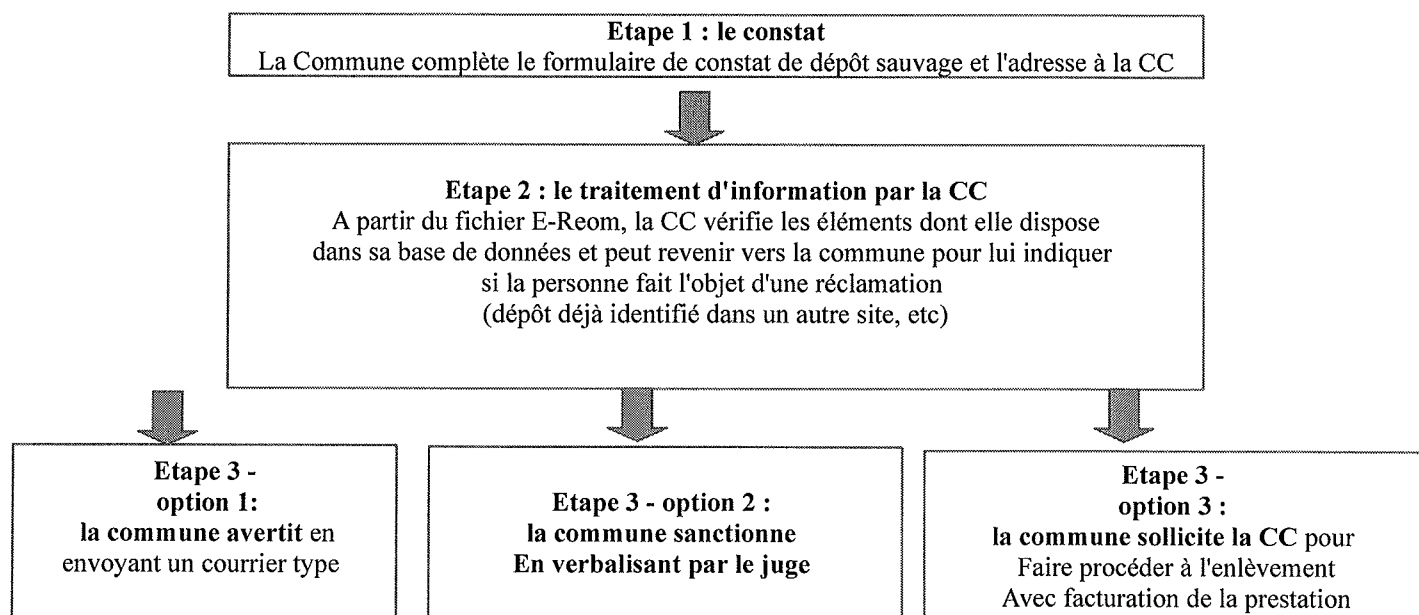 Etape 1 : le constat
La Commune complète le formulaire de constat de dépôt sauvage et l'adresse à la CC
Etape 2 : le traitement d'information par la CC
A partir du fichier E-Reom, la CC vérifie les éléments dont elle dispose
dans sa base de données et peut revenir vers la commune pour lui indiquer
si la personne fait l'objet d'une réclamation
(dépôt déjà identifié dans un autre site, etc)
Etape 3 -
option 1:
la commune avertit en
envoyant un courrier type
Etape 3 - option 2 :
la commune sanctionne
En verbalisant par le juge
Etape 3 -
option 3 :
la commune sollicite la CC pour
Faire procéder à l'enlèvement
Avec facturation de la prestation